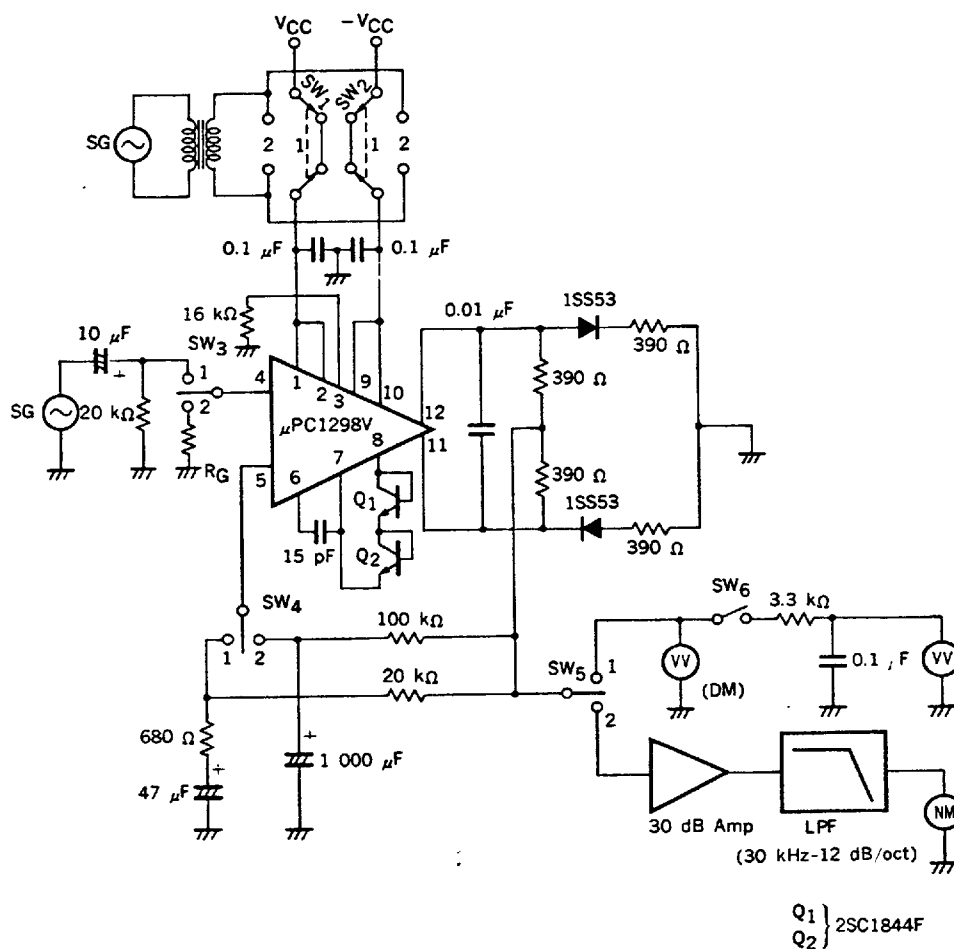 VCC
-VCC
SW1
SW2
SG
2
1
1
2
0.1 μF
0.1 μF
16 kΩ
10 μF
+
SW3
1
2
SG
20 kΩ
RG
4
5
1
2
3
9
10
12
11
μPC1298V
6
7
8
15 pF
Q1
Q2
0.01 μF
1SS53
390 Ω
390 Ω
390 Ω
1SS53
390 Ω
SW4
1
2
100 kΩ
20 kΩ
680 Ω
+
47 μF
+
1 000 μF
SW5
1
2
SW6
3.3 kΩ
VV
(DM)
0.1 , F
VV
30 dB Amp
LPF
(30 kHz-12 dB/oct)
NM
Q1
Q2
} 2SC1844F